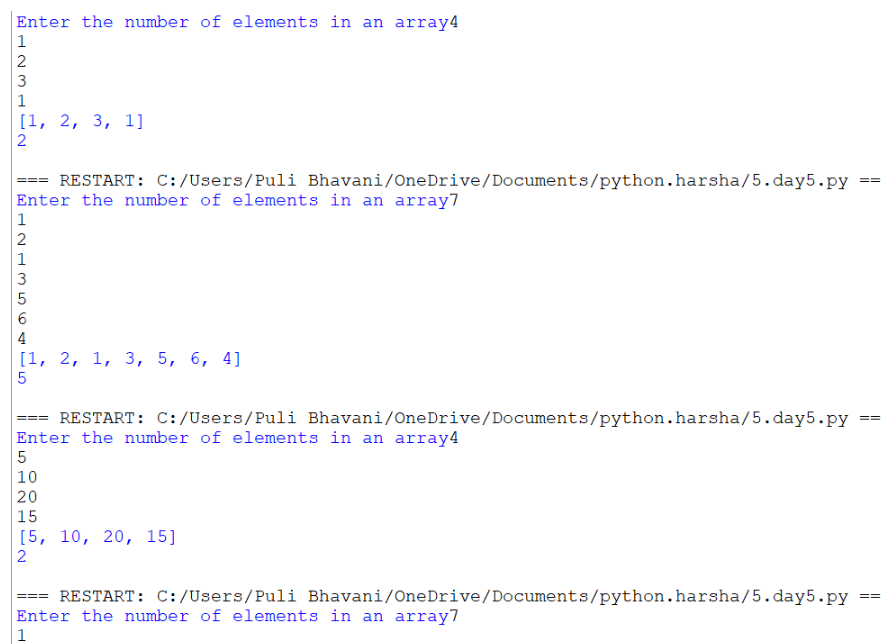 Enter the number of elements in an array4
1
2
3
1
[1, 2, 3, 1]
2
=== RESTART: C:/Users/Puli Bhavani/OneDrive/Documents/python.harsha/5.day5.py ==
Enter the number of elements in an array7
1
2
1
3
5
6
4
[1, 2, 1, 3, 5, 6, 4]
5
=== RESTART: C:/Users/Puli Bhavani/OneDrive/Documents/python.harsha/5.day5.py ==
Enter the number of elements in an array4
5
10
20
15
[5, 10, 20, 15]
2
=== RESTART: C:/Users/Puli Bhavani/OneDrive/Documents/python.harsha/5.day5.py ==
Enter the number of elements in an array7
1